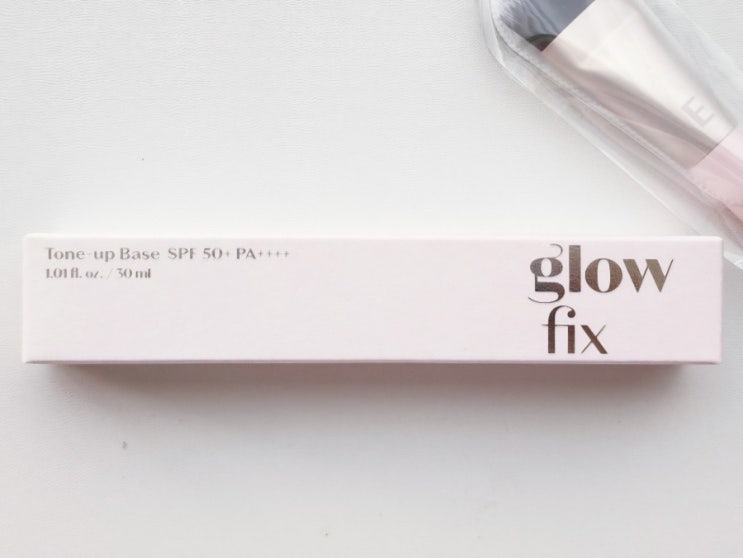 Tone-up Base SPF 50+ PA++++
1.01 fl. oz. / 30 ml
glow
fix
E